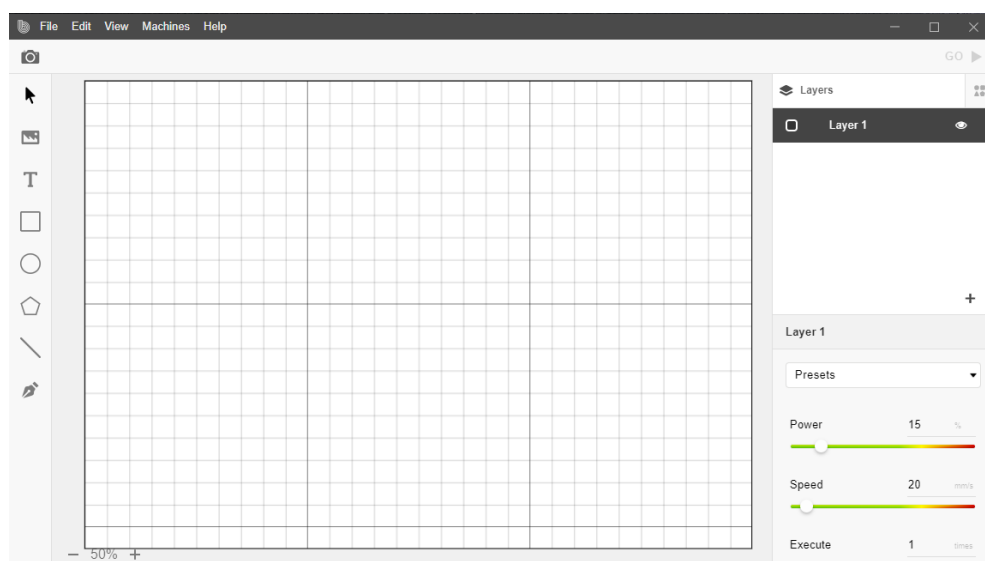 File Edit View Machines Help
GO
Layers
Layer 1
T
Layer 1
Presets
Power 15 %
Speed 20 mm/s
Execute 1 times
50%